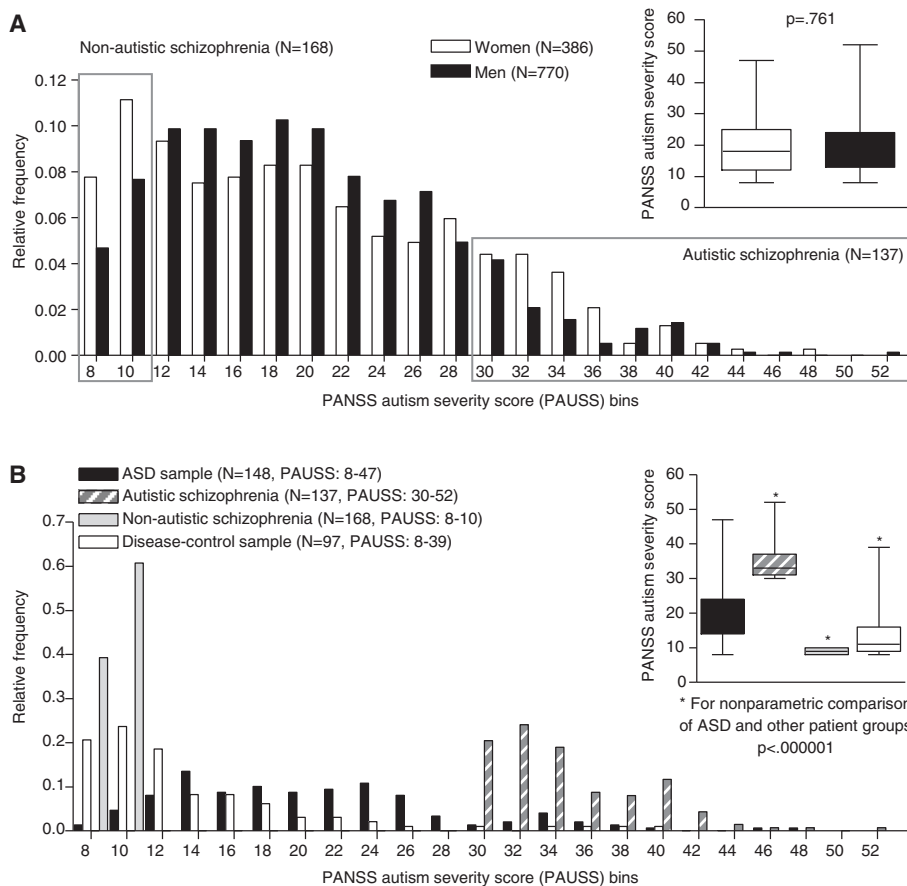 A
Non-autistic schizophrenia (N=168)
Women (N=386)
Men (N=770)
Relative frequency
0.12
0.10
0.08
0.06
0.04
0.02
0.00
8 10 12 14 16 18 20 22 24 26 28 30 32 34 36 38 40 42 44 46 48 50 52
PANSS autism severity score (PAUSS) bins
Autistic schizophrenia (N=137)
p=.761
PANSS autism severity score
60
50
40
30
20
10
0
B
ASD sample (N=148, PAUSS: 8-47)
Autistic schizophrenia (N=137, PAUSS: 30-52)
Non-autistic schizophrenia (N=168, PAUSS: 8-10)
Disease-control sample (N=97, PAUSS: 8-39)
Relative frequency
0.7
0.6
0.5
0.4
0.3
0.2
0.1
0.0
8 10 12 14 16 18 20 22 24 26 28 30 32 34 36 38 40 42 44 46 48 50 52
PANSS autism severity score (PAUSS) bins
PANSS autism severity score
60
50
40
30
20
10
0
*
*
*
* For nonparametric comparison
of ASD and other patient groups
p<.000001